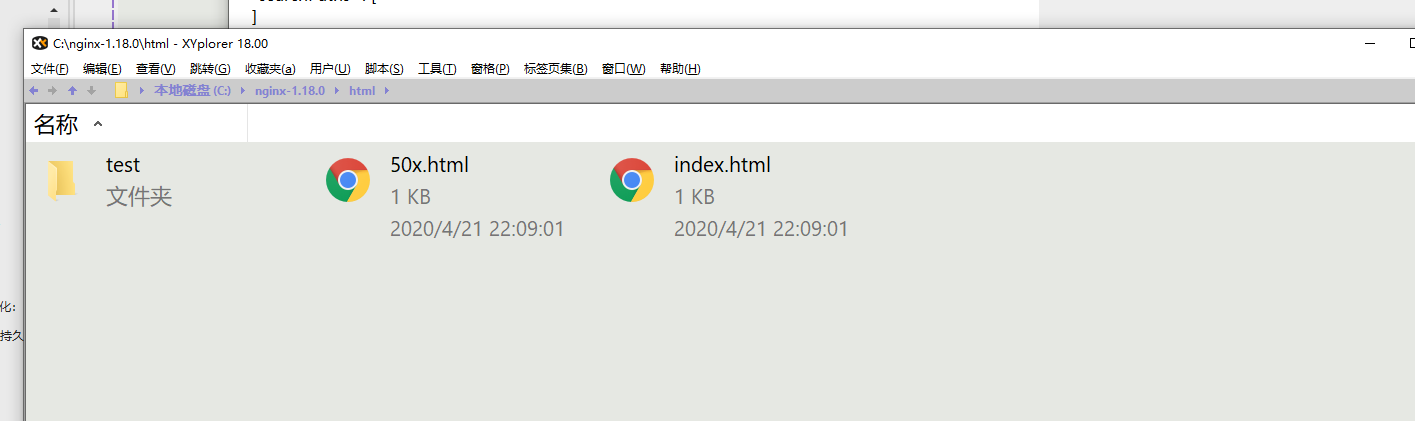 ]
C:\nginx-1.18.0\html - XYplorer 18.00
文件(F) 编辑(E) 查看(V) 跳转(G) 收藏夹(a) 用户(U) 脚本(S) 工具(T) 窗格(P) 标签页集(B) 窗口(W) 帮助(H)
本地磁盘 (C:) nginx-1.18.0 html
名称
test 50x.html index.html
文件夹 1 KB 1 KB
2020/4/21 22:09:01 2020/4/21 22:09:01
化:
持久